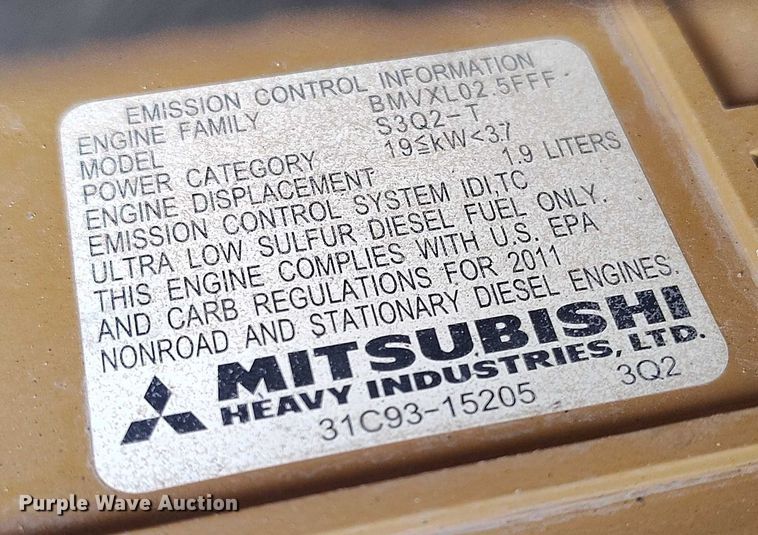 EMISSION CONTROL INFORMATION
ENGINE FAMILY BMVXL02.5FFF
MODEL S3Q2-T
POWER CATEGORY 19≦kW<37
ENGINE DISPLACEMENT 1.9 LITERS
EMISSION CONTROL SYSTEM IDI,TC
ULTRA LOW SULFUR DIESEL FUEL ONLY.
THIS ENGINE COMPLIES WITH U.S. EPA
AND CARB REGULATIONS FOR 2011
NONROAD AND STATIONARY DIESEL ENGINES.
MITSUBISHI
HEAVY INDUSTRIES, LTD.
31C93-15205 3Q2
Purple Wave Auction